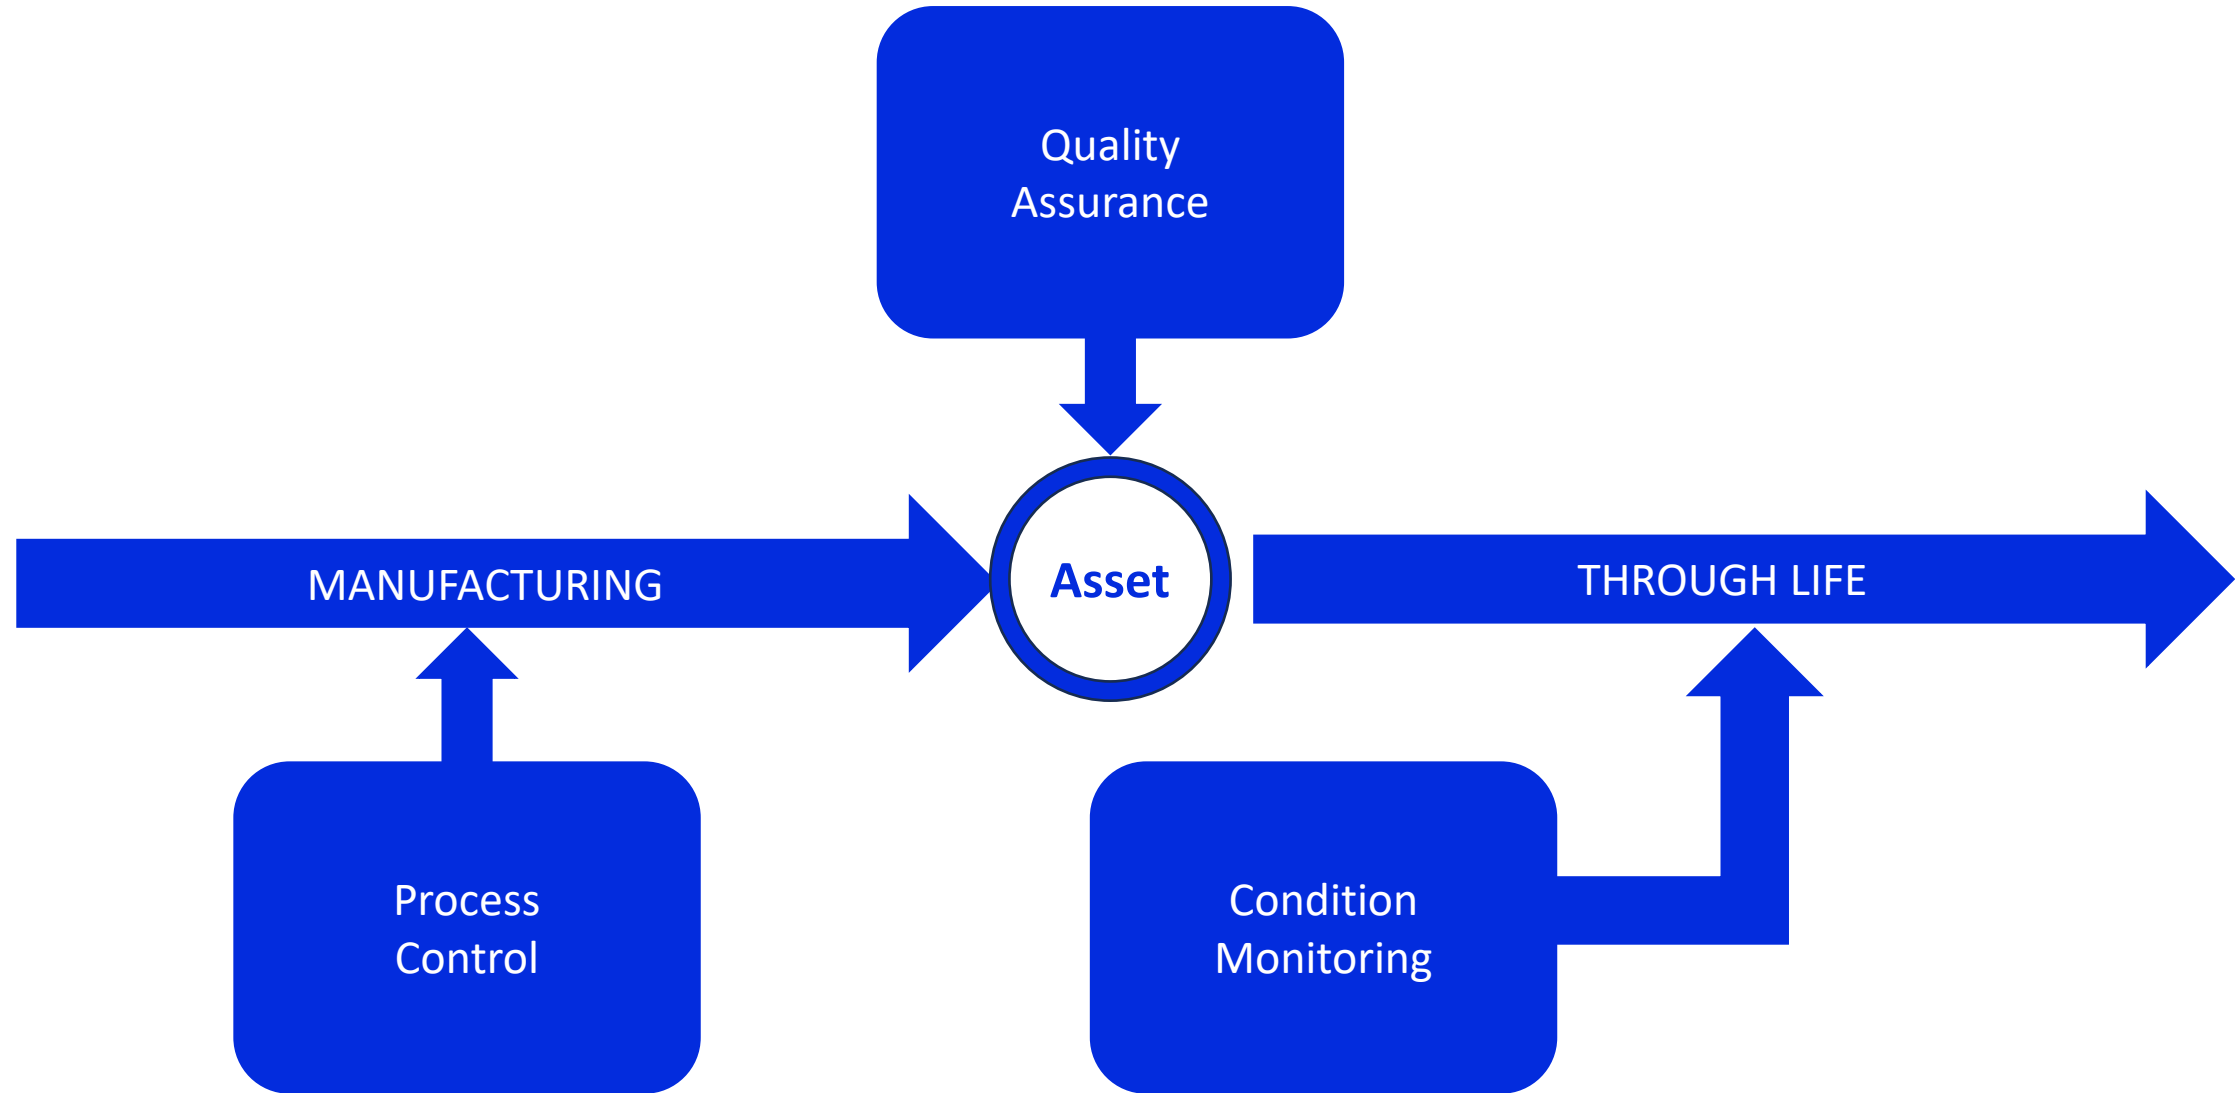 Quality
Assurance
MANUFACTURING
Asset
THROUGH LIFE
Process
Control
Condition
Monitoring